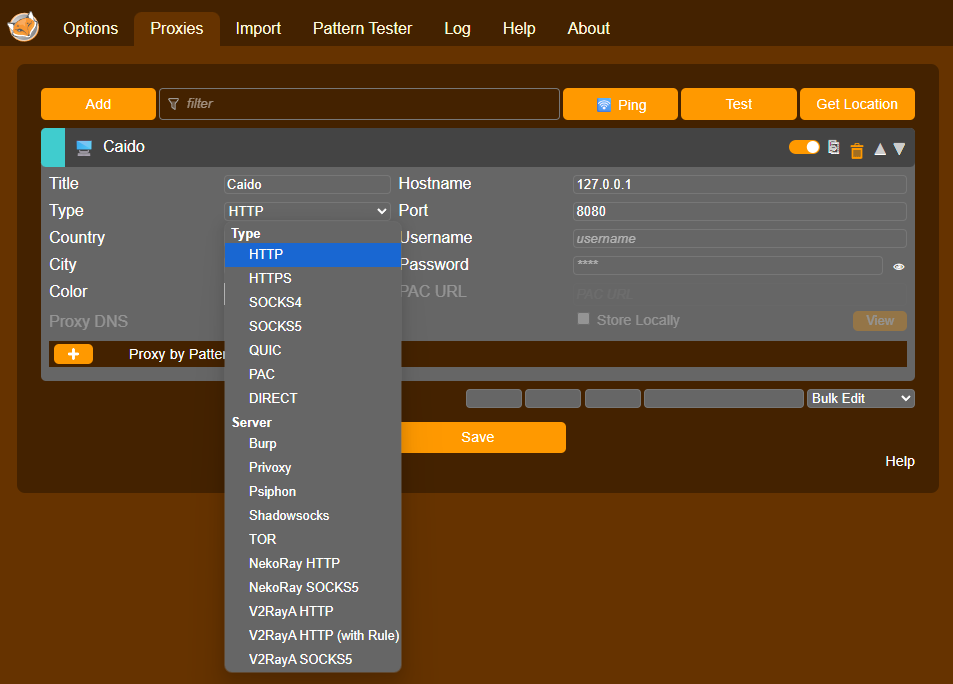 Options Proxies Import Pattern Tester Log Help About
Add filter Ping Test Get Location
Caido
Title Caido Hostname 127.0.0.1
Type HTTP Port 8080
Country Username username
City Password ****
Color PAC URL PAC URL
Proxy DNS Store Locally View
+ Proxy by Patter
Type
HTTP
HTTPS
SOCKS4
SOCKS5
QUIC
PAC
DIRECT
Server
Burp
Privoxy
Psiphon
Shadowsocks
TOR
NekoRay HTTP
NekoRay SOCKS5
V2RayA HTTP
V2RayA HTTP (with Rule)
V2RayA SOCKS5
Bulk Edit
Save
Help